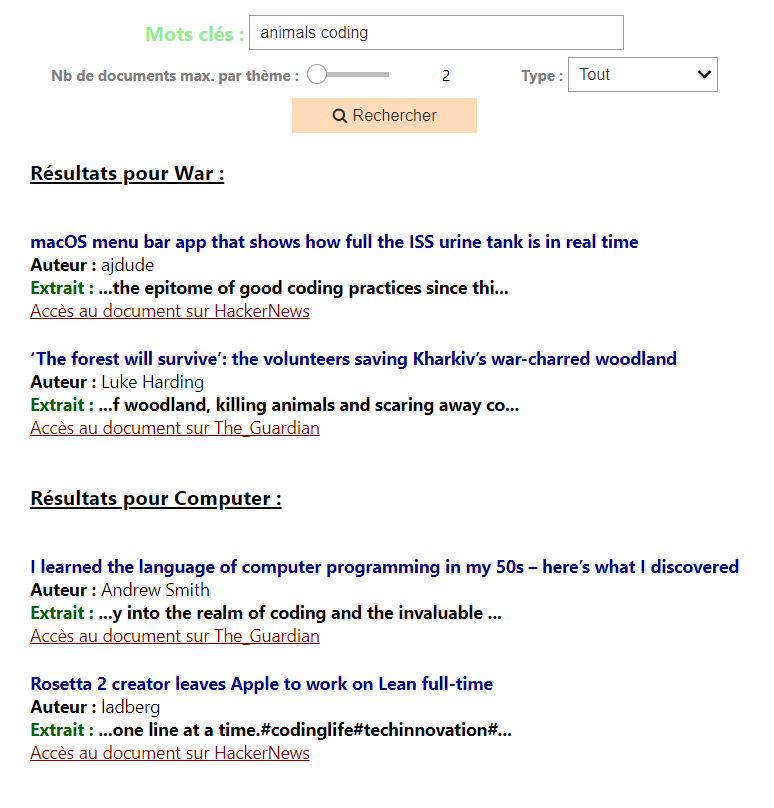 Mots clés : animals coding
Nb de documents max. par thème : 2 Type : Tout
Rechercher
Résultats pour War :
macOS menu bar app that shows how full the ISS urine tank is in real time
Auteur : ajdude
Extrait : ...the epitome of good coding practices since thi...
Accès au document sur HackerNews
‘The forest will survive’: the volunteers saving Kharkiv’s war-charred woodland
Auteur : Luke Harding
Extrait : ...f woodland, killing animals and scaring away co...
Accès au document sur The_Guardian
Résultats pour Computer :
I learned the language of computer programming in my 50s – here’s what I discovered
Auteur : Andrew Smith
Extrait : ...y into the realm of coding and the invaluable ...
Accès au document sur The_Guardian
Rosetta 2 creator leaves Apple to work on Lean full-time
Auteur : ladberg
Extrait : ...one line at a time.#codinglife#techinnovation#...
Accès au document sur HackerNews